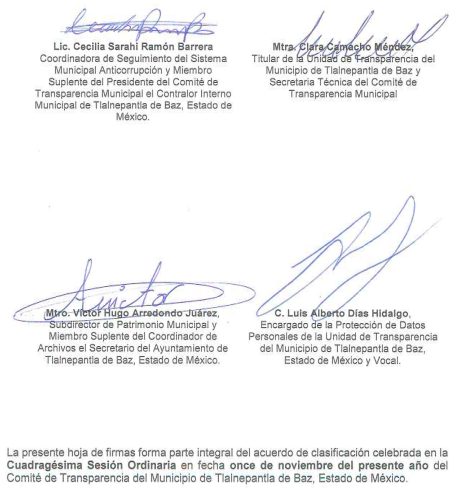 Lic. Cecilia Sarahi Ramón Barrera
Coordinadora de Seguimiento del Sistema
Municipal Anticorrupción y Miembro
Suplente del Presidente del Comité de
Transparencia Municipal el Contralor Interno
Municipal de Tlalnepantla de Baz, Estado de
México.
Mtra. Clara Camacho Méndez,
Titular de la Unidad de Transparencia del
Municipio de Tlalnepantla de Baz y
Secretaria Técnica del Comité de
Transparencia Municipal
Mtro. Víctor Hugo Arredondo Juárez,
Subdirector de Patrimonio Municipal y
Miembro Suplente del Coordinador de
Archivos el Secretario del Ayuntamiento de
Tlalnepantla de Baz, Estado de México.
C. Luis Alberto Días Hidalgo,
Encargado de la Protección de Datos
Personales de la Unidad de Transparencia
del Municipio de Tlalnepantla de Baz,
Estado de México y Vocal.
La presente hoja de firmas forma parte integral del acuerdo de clasificación celebrada en la
Cuadragésima Sesión Ordinaria en fecha once de noviembre del presente año del
Comité de Transparencia del Municipio de Tlalnepantla de Baz, Estado de México.